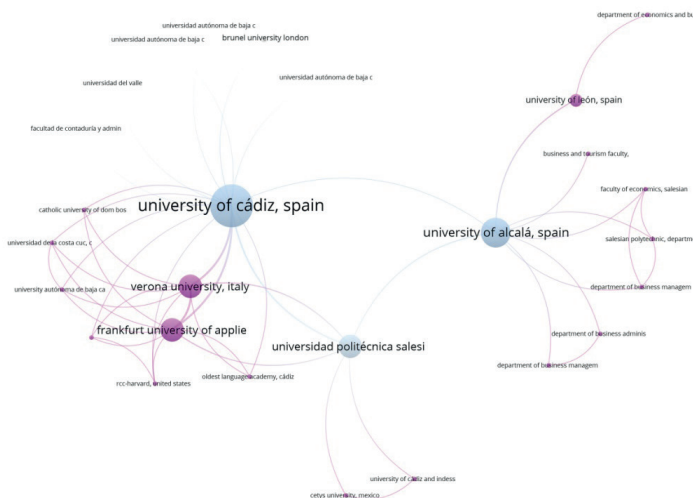 department of economics and bu
universidad autónoma de baja c
universidad autónoma de baja c
brunel university london
universidad autónoma de baja c
universidad del valle
university of león, spain
facultad de contaduría y admin
business and tourism faculty,
faculty of economics, salesian
university of cádiz, spain
catholic university of dom bos
university of alcalá, spain
salesian polytechnic, departme
universidad de la costa cuc, c
verona university, italy
university autónoma de baja ca
department of business managem
frankfurt university of applie
department of business adminis
universidad politécnica salesi
department of business managem
rcc-harvard, united states
oldest language academy, cádiz
university of cádiz and indess
cetys university, mexico